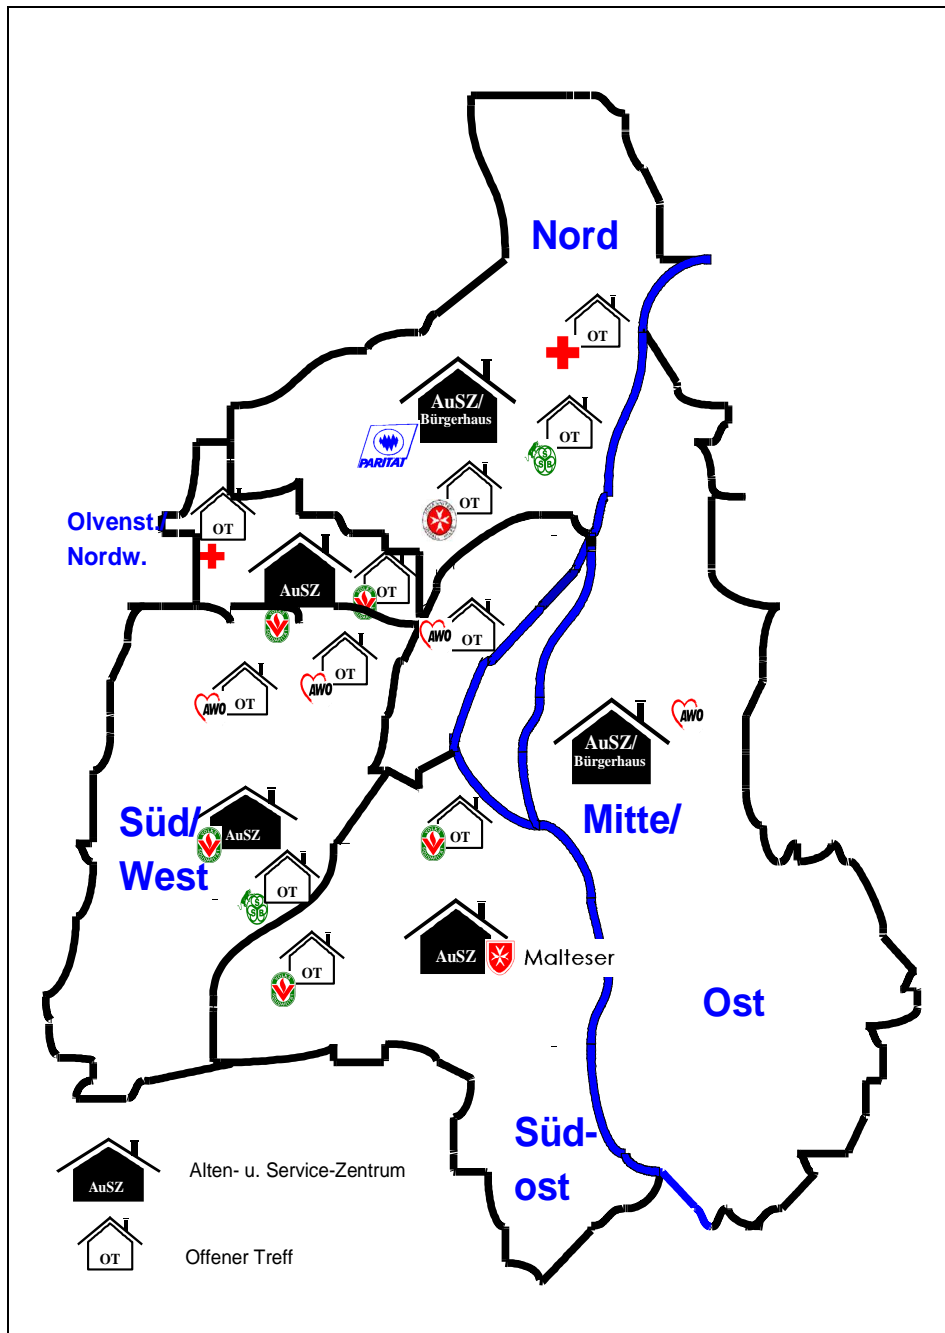 Nord
OT
AuSZ/
Bürgerhaus
PARITÄT
OT
SSB
OT
Olvenst.
Nordw.
OT
AuSZ
OT
AWO
OT
AWO
OT
AWO
OT
AuSZ/
Bürgerhaus
AWO
Süd/
West
AuSZ
OT
Mitte/
OT
SSB
AuSZ
Malteser
OT
Ost
Süd-
ost
AuSZ
Alten- u. Service-Zentrum
OT
Offener Treff